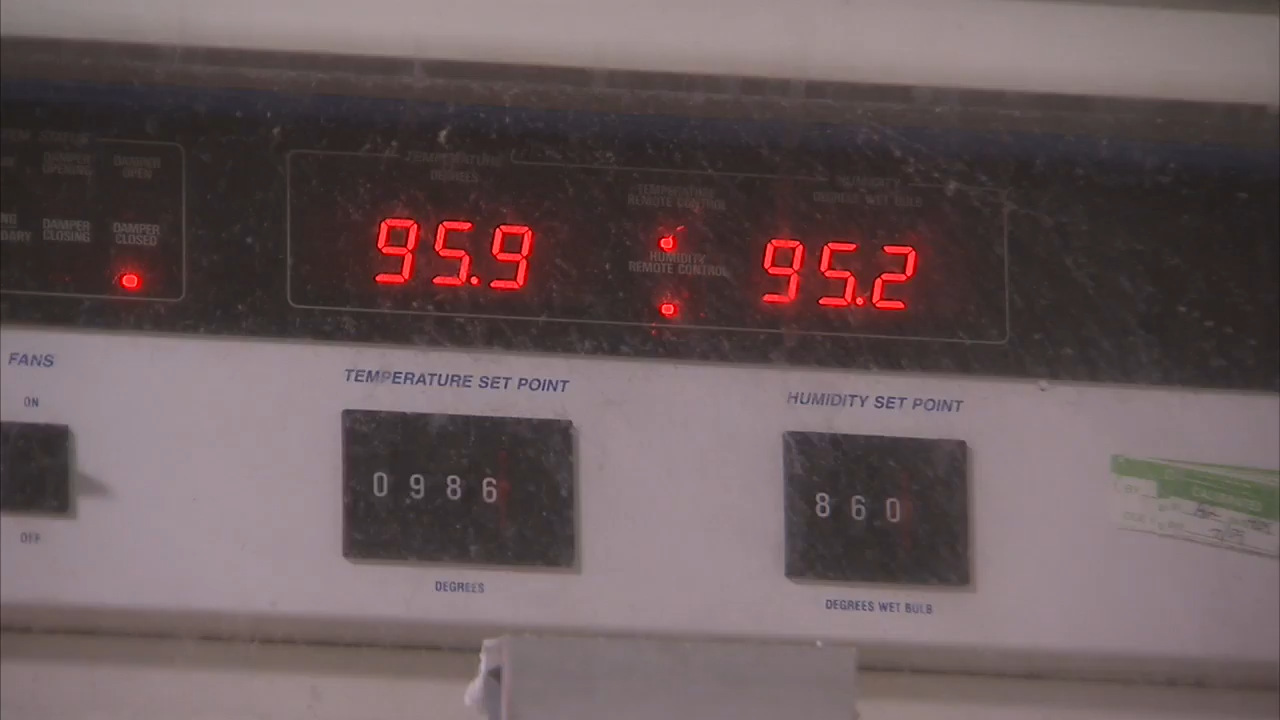 STATUS
DAMPER OPENING
DAMPER OPEN
DAMPER CLOSING
DAMPER CLOSED
TEMPERATURE
DEGREES
95.9
TEMPERATURE
REMOTE CONTROL
HUMIDITY
REMOTE CONTROL
HUMIDITY
DEGREES WET BULB
95.2
FANS
ON
OFF
TEMPERATURE SET POINT
0986
DEGREES
HUMIDITY SET POINT
860
DEGREES WET BULB